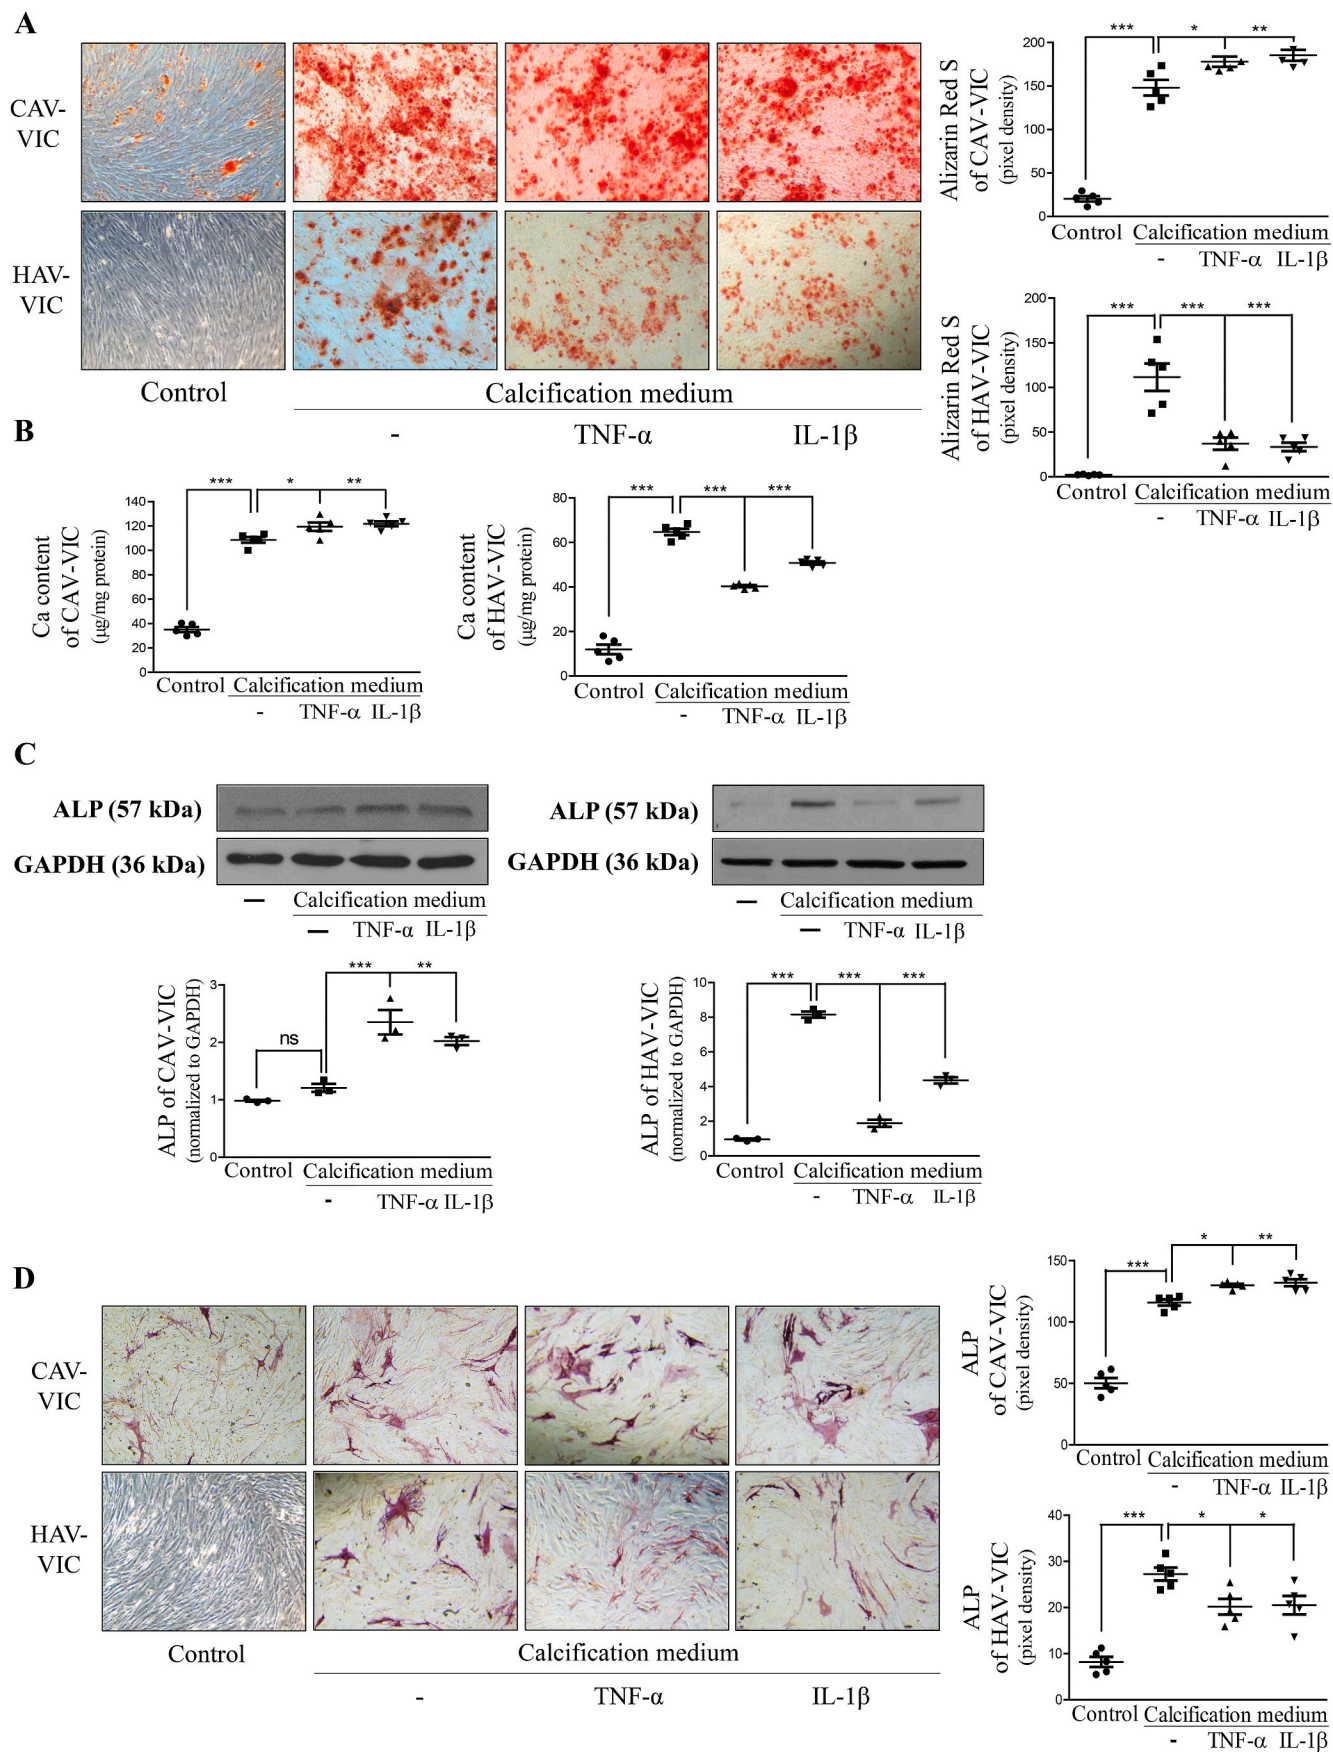 A
CAV-
VIC
HAV-
VIC
Control
Calcification medium
-
TNF-α
IL-1β
Alizarin Red S
of CAV-VIC
(pixel density)
***
*
**
200
150
100
50
0
Control
Calcification medium
-
TNF-α
IL-1β
Alizarin Red S
of HAV-VIC
(pixel density)
***
***
***
200
150
100
50
0
Control
Calcification medium
-
TNF-α
IL-1β
B
Ca content
of CAV-VIC
(µg/mg protein)
***
*
**
140
120
100
80
60
40
20
0
Control
Calcification medium
-
TNF-α
IL-1β
Ca content
of HAV-VIC
(µg/mg protein)
***
***
***
80
60
40
20
0
Control
Calcification medium
-
TNF-α
IL-1β
C
ALP (57 kDa)
GAPDH (36 kDa)
–
Calcification medium
–
TNF-α
IL-1β
ALP (57 kDa)
GAPDH (36 kDa)
–
Calcification medium
–
TNF-α
IL-1β
ALP of CAV-VIC
(normalized to GAPDH)
ns
***
**
3
2
1
0
Control
Calcification medium
-
TNF-α
IL-1β
ALP of HAV-VIC
(normalized to GAPDH)
***
***
***
10
8
6
4
2
0
Control
Calcification medium
-
TNF-α
IL-1β
D
CAV-
VIC
HAV-
VIC
Control
Calcification medium
-
TNF-α
IL-1β
ALP
of CAV-VIC
(pixel density)
***
*
**
150
100
50
0
Control
Calcification medium
-
TNF-α
IL-1β
ALP
of HAV-VIC
(pixel density)
***
*
*
40
30
20
10
0
Control
Calcification medium
-
TNF-α
IL-1β